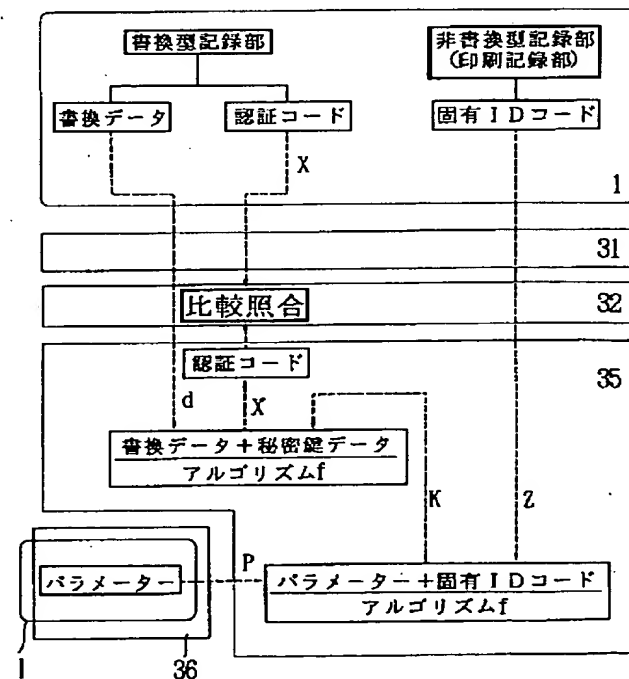 書換型記録部
非書換型記録部
(印刷記録部)
書換データ
認証コード
固有IDコード
X
1
31
比較照合
32
認証コード
35
d
X
書換データ+秘密鍵データ
アルゴリズムf
K
Z
パラメーター
P
パラメーター+固有IDコード
アルゴリズムf
1
36